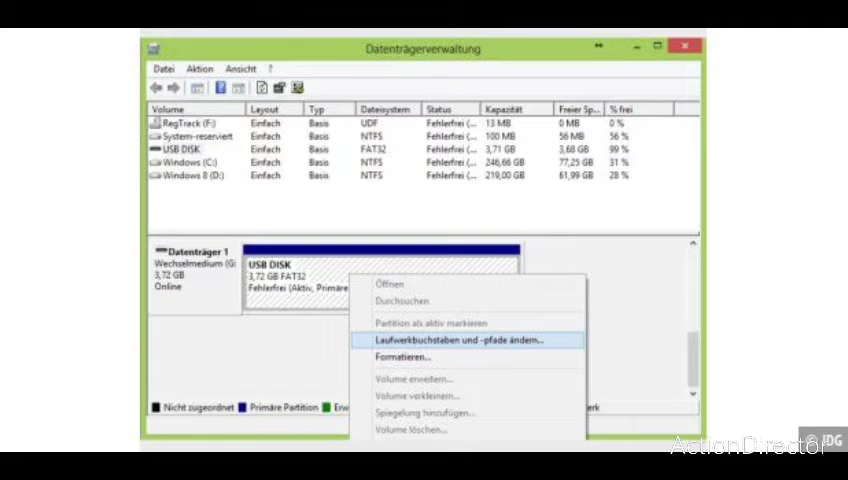 Datenträgerverwaltung
Datei Aktion Ansicht ?
Volume Layout Typ Dateisystem Status Kapazität Freier Sp... % frei
RegTrack (F:) Einfach Basis UDF Fehlerfrei (... 13 MB 0 MB 0 %
System-reserviert Einfach Basis NTFS Fehlerfrei (... 100 MB 56 MB 56 %
USB DISK Einfach Basis FAT32 Fehlerfrei (... 3,71 GB 3,68 GB 99 %
Windows (C:) Einfach Basis NTFS Fehlerfrei (... 246,66 GB 77,25 GB 31 %
Windows 8 (D:) Einfach Basis NTFS Fehlerfrei (... 219,00 GB 61,99 GB 28 %
Datenträger 1
Wechselmedium (G:
3,72 GB
Online
USB DISK
3,72 GB FAT32
Fehlerfrei (Aktiv, Primäre
Öffnen
Durchsuchen
Partition als aktiv markieren
Laufwerkbuchstaben und -pfade ändern...
Formatieren...
Volume erweitern...
Volume verkleinern...
Spiegelung hinzufügen...
Volume löschen...
Nicht zugeordnet Primäre Partition Erw erk
© IDG
ActionDirector